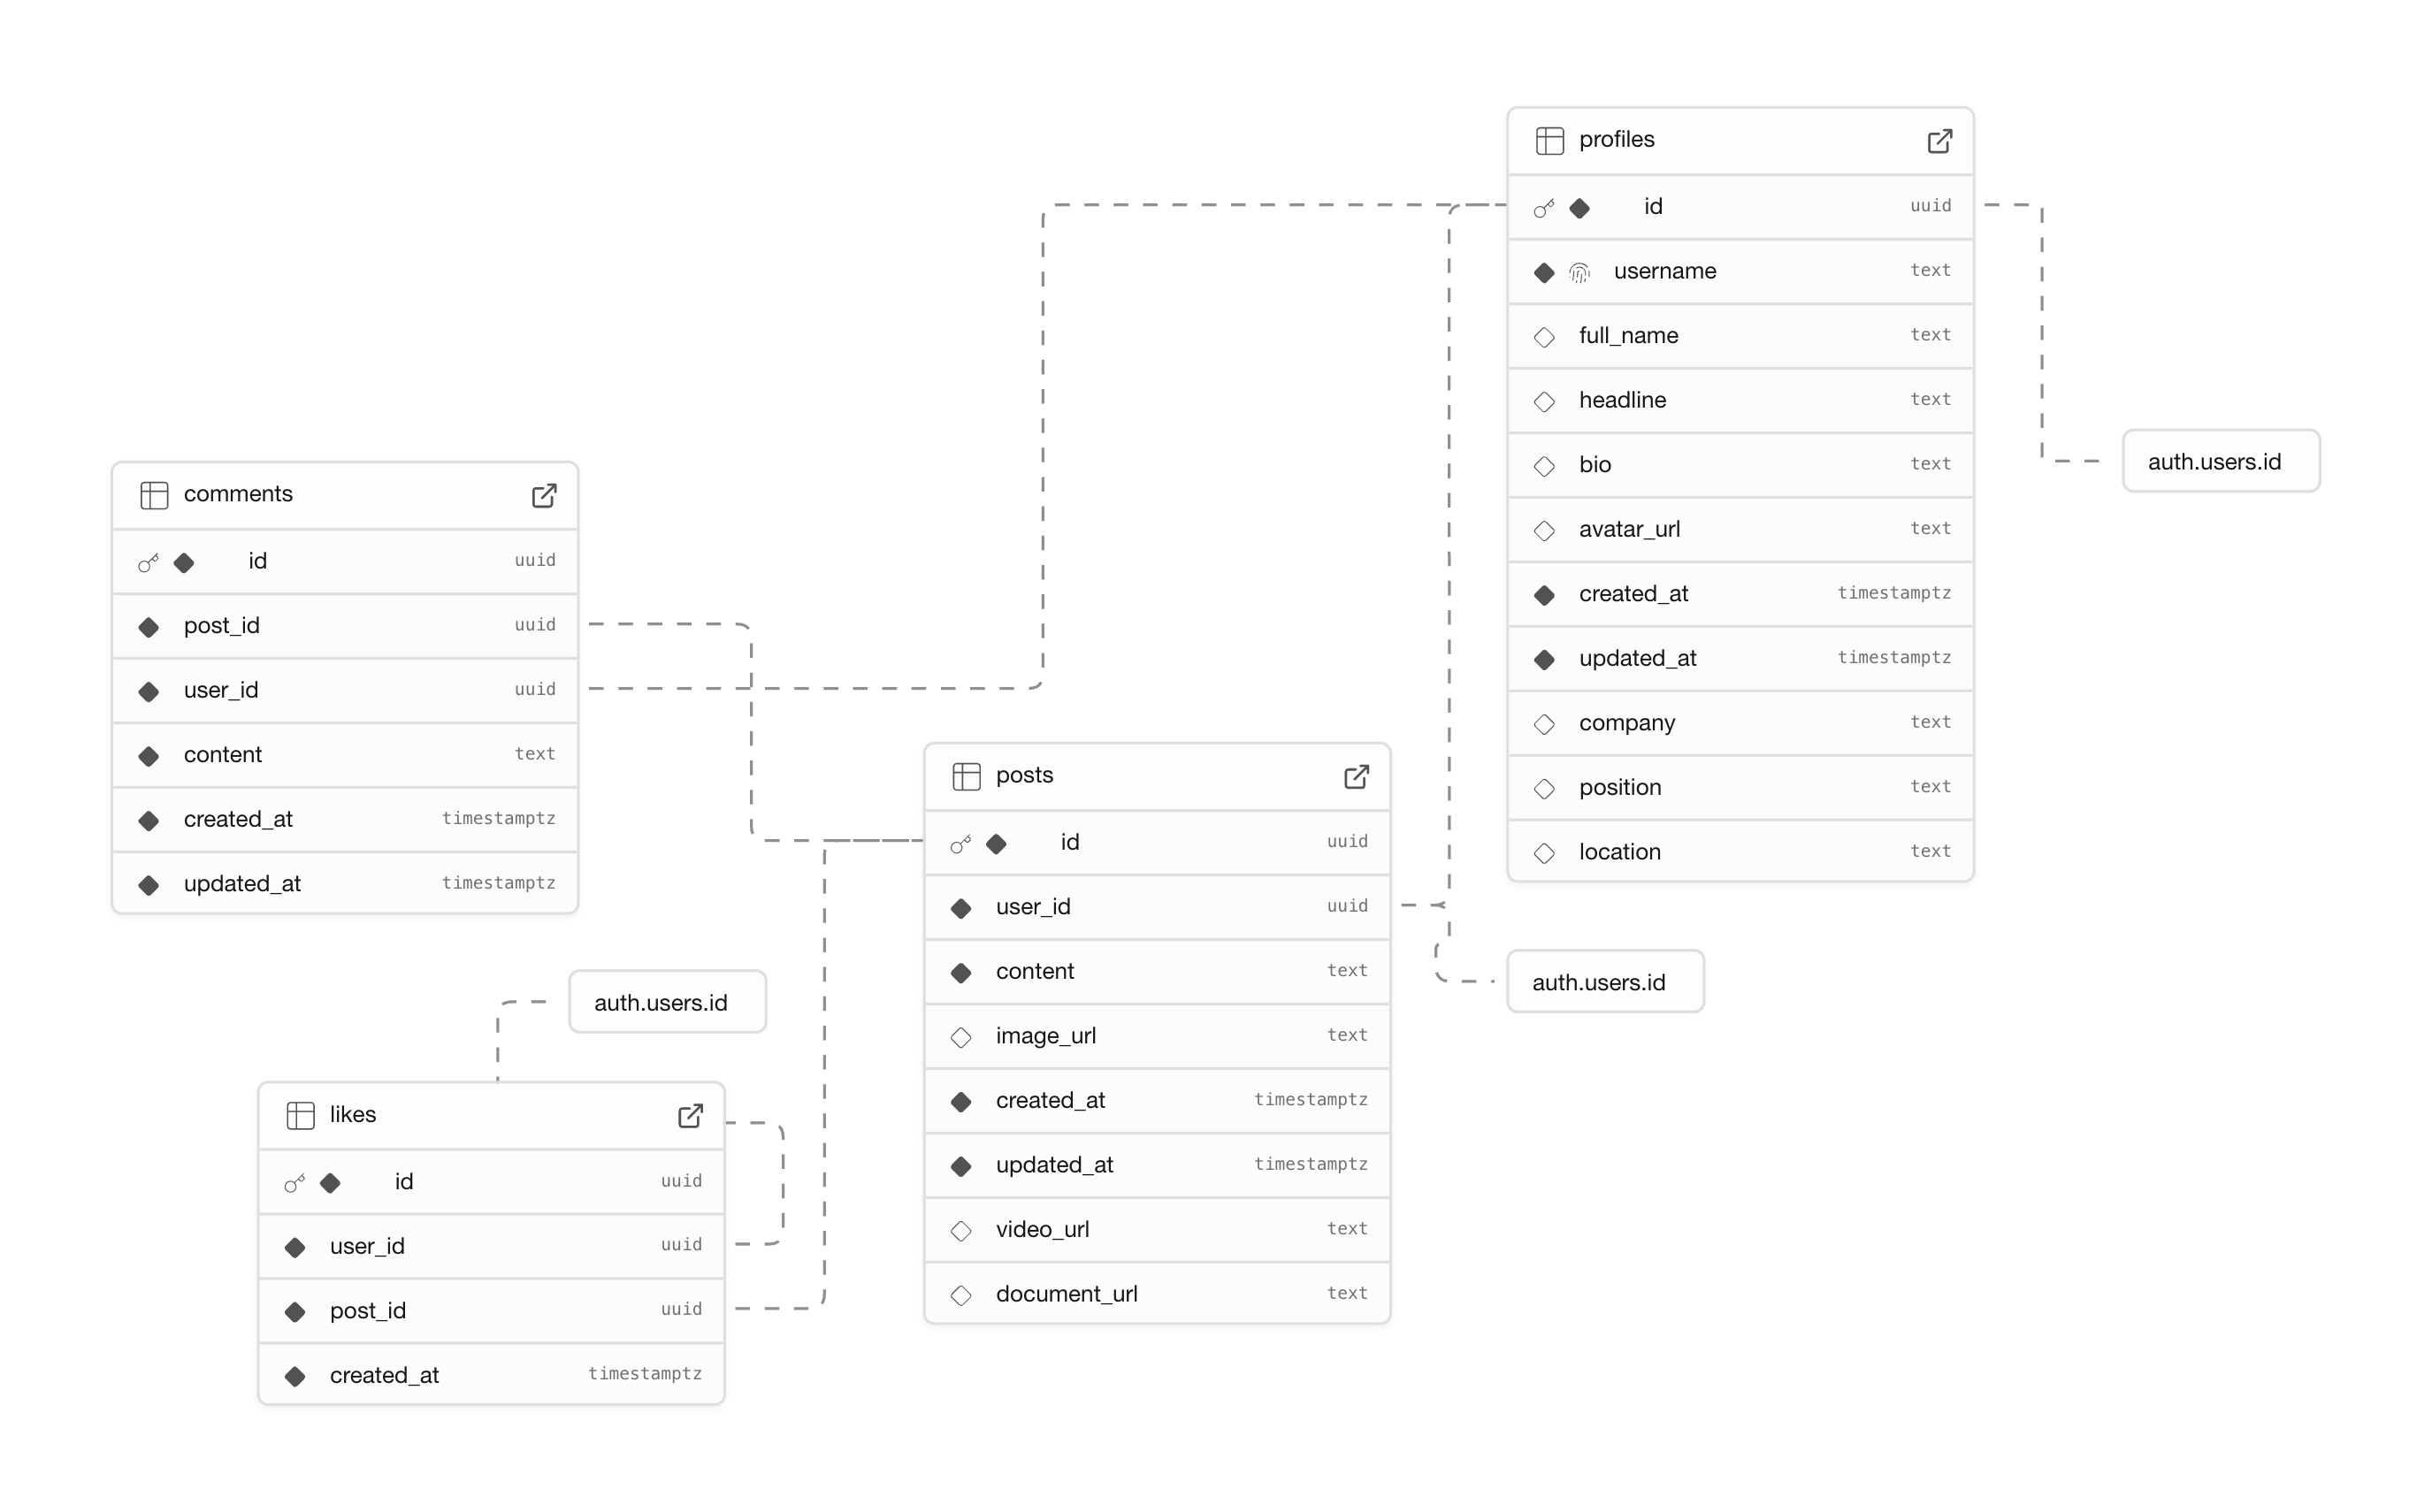 profiles
id uuid
username text
full_name text
headline text
bio text
avatar_url text
created_at timestamptz
updated_at timestamptz
company text
position text
location text
auth.users.id
comments
id uuid
post_id uuid
user_id uuid
content text
created_at timestamptz
updated_at timestamptz
posts
id uuid
user_id uuid
content text
image_url text
created_at timestamptz
updated_at timestamptz
video_url text
document_url text
auth.users.id
auth.users.id
likes
id uuid
user_id uuid
post_id uuid
created_at timestamptz